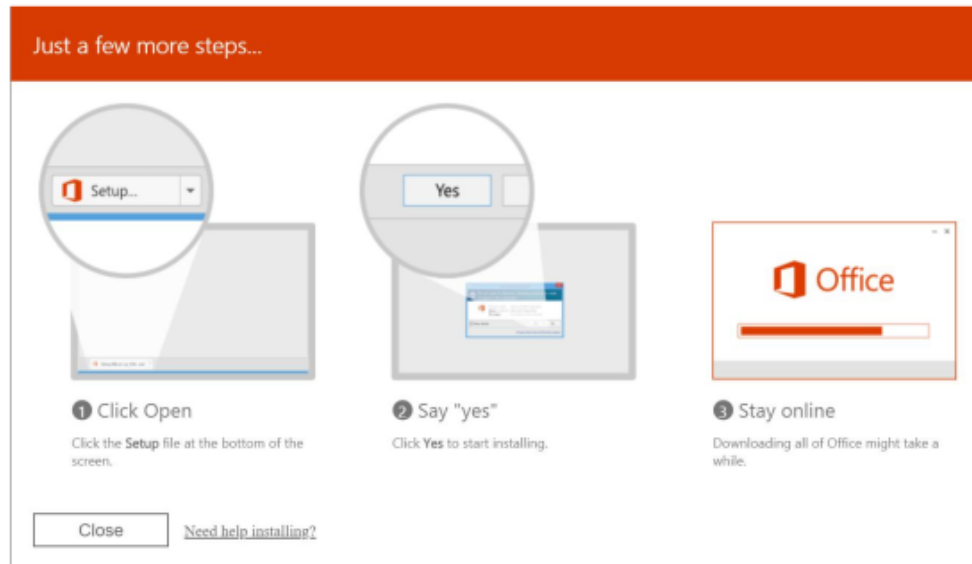 Just a few more steps...
Setup...
Yes
Office
1 Click Open
2 Say "yes"
3 Stay online
Click the Setup file at the bottom of the
screen.
Click Yes to start installing.
Downloading all of Office might take a
while.
Close
Need help installing?